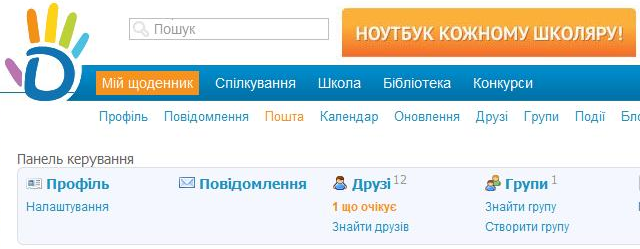 Пошук
НОУТБУК КОЖНОМУ ШКОЛЯРУ!
Мій щоденник Спілкування Школа Бібліотека Конкурси
Профіль Повідомлення Пошта Календар Оновлення Друзі Групи Події
Панель керування
Профіль Повідомлення Друзі 12 Групи 1
Налаштування 1 що очікує Знайти групу
Знайти друзів Створити групу